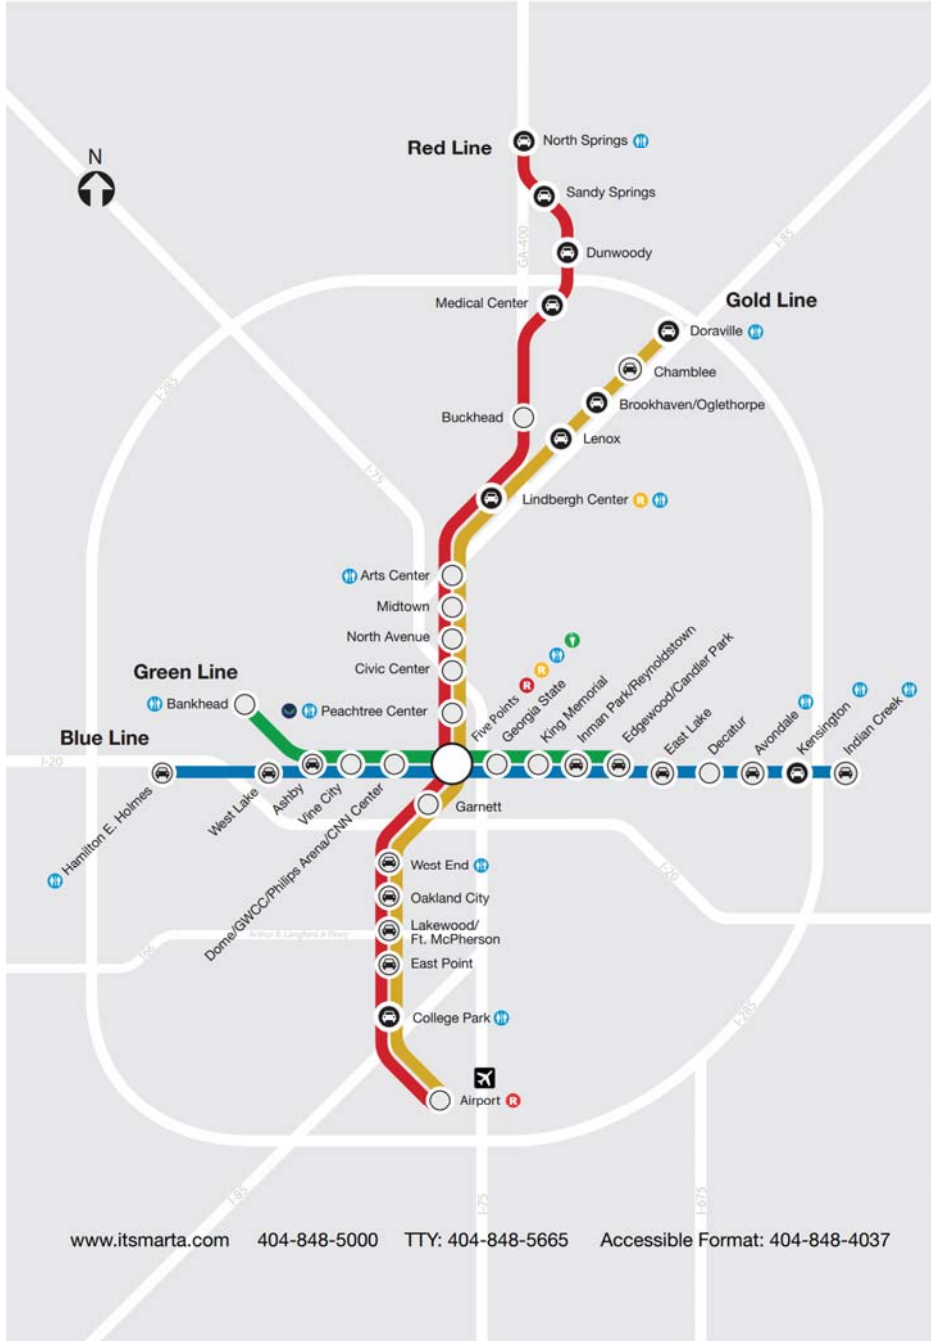 N
Red Line
North Springs
Sandy Springs
GA-400
Dunwoody
I-85
Medical Center
Gold Line
Doraville
Chamblee
I-285
Brookhaven/Oglethorpe
Buckhead
Lenox
I-75
Lindbergh Center R
Arts Center
Midtown
North Avenue
Civic Center
Green Line
Bankhead
Peachtree Center
Five Points R R
Georgia State
King Memorial
Inman Park/Reynoldstown
Edgewood/Candler Park
East Lake
Decatur
Avondale
Kensington
Indian Creek
Blue Line
I-20
Hamilton E. Holmes
West Lake
Ashby
Vine City
Dome/GWCC/Philips Arena/CNN Center
Garnett
West End
I-20
Oakland City
Lakewood/
Ft. McPherson
East Point
College Park
I-285
Airport R
I-85
I-75
I-675
www.itsmarta.com 404-848-5000 TTY: 404-848-5665 Accessible Format: 404-848-4037